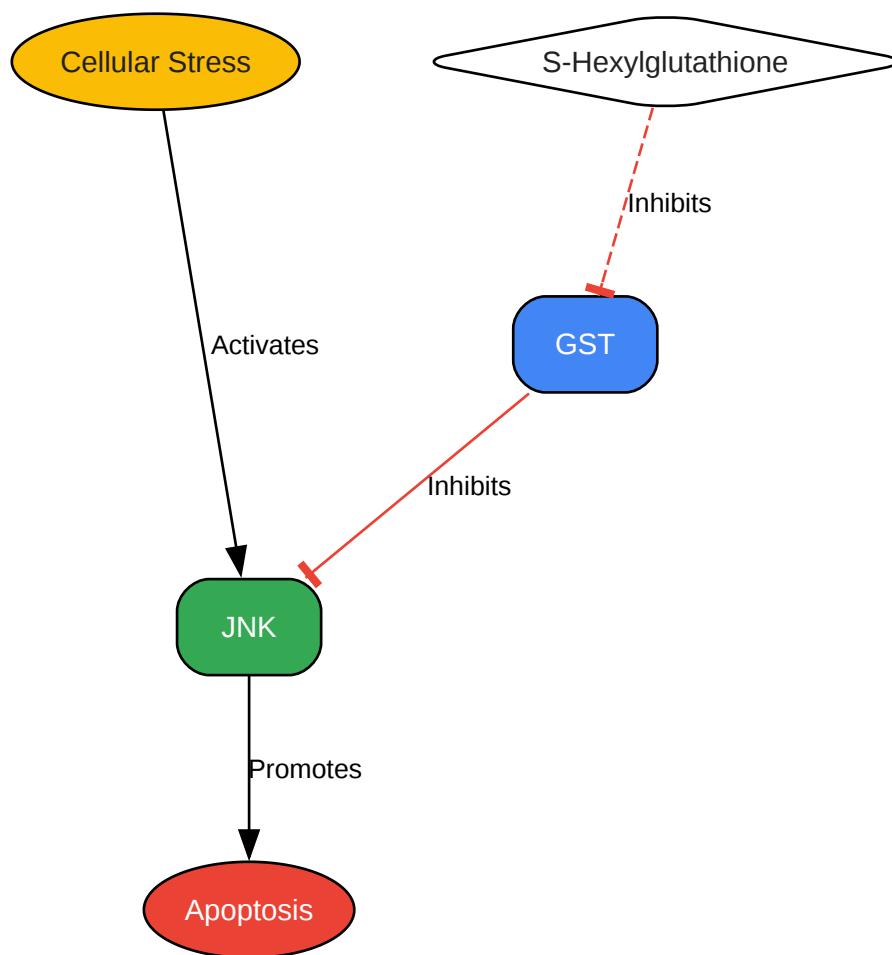 Cellular Stress
S-Hexylglutathione
Inhibits
Activates
GST
Inhibits
JNK
Promotes
Apoptosis